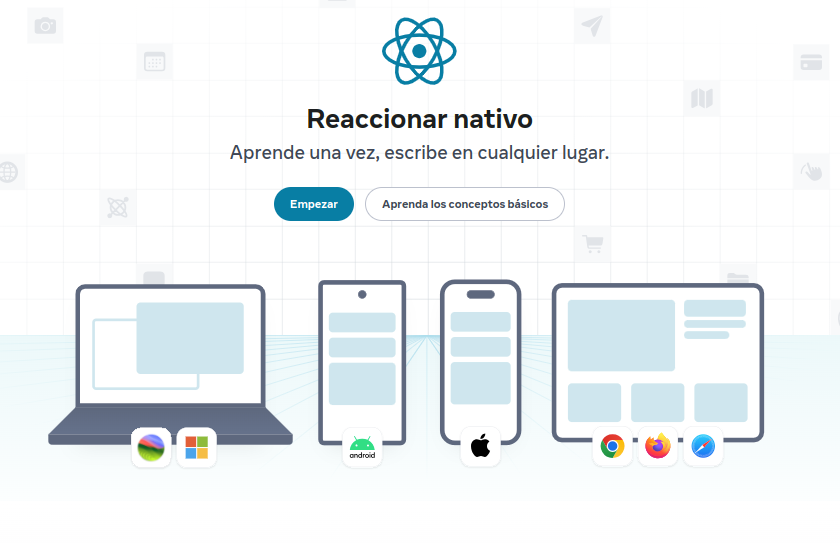 Reaccionar nativo
Aprende una vez, escribe en cualquier lugar.
Empezar
Aprenda los conceptos básicos
android